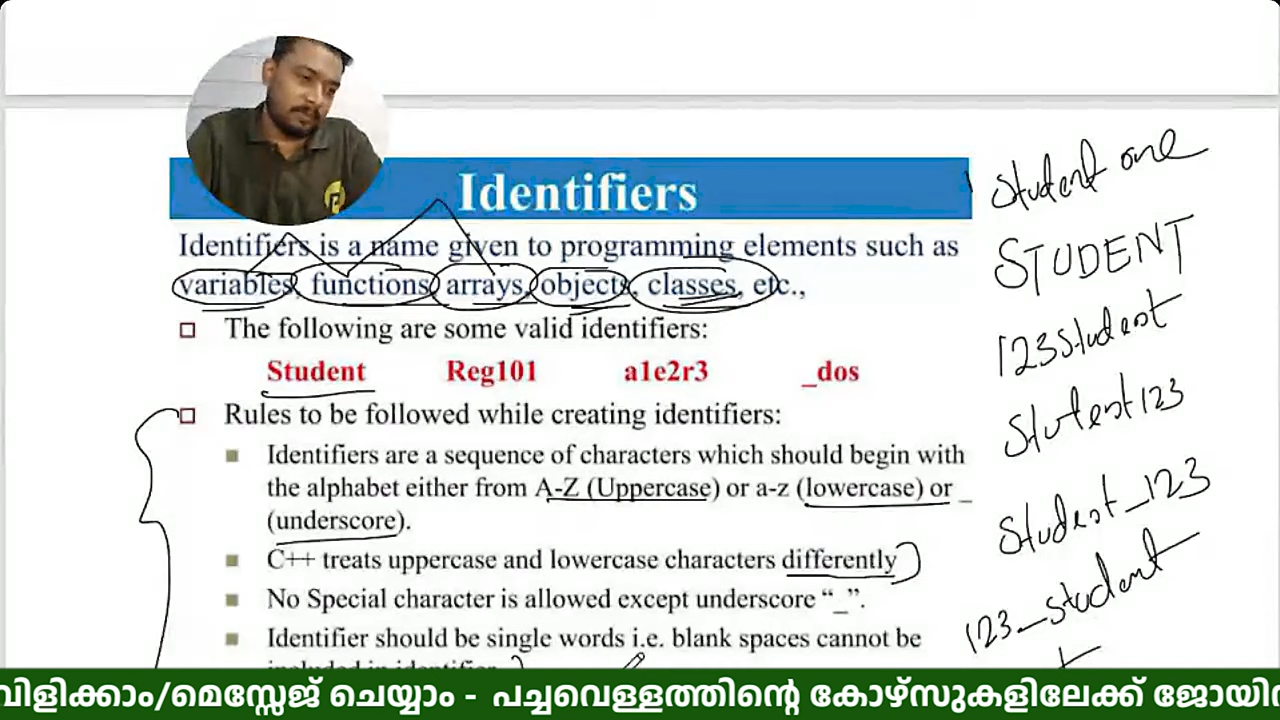 Identifiers
Identifiers is a name given to programming elements such as
variables, functions, arrays, objects, classes, etc.,
The following are some valid identifiers:
Student Reg101 a1e2r3 _dos
Rules to be followed while creating identifiers:
Identifiers are a sequence of characters which should begin with
the alphabet either from A-Z (Uppercase) or a-z (lowercase) or _
(underscore).
C++ treats uppercase and lowercase characters differently
No Special character is allowed except underscore “_”.
Identifier should be single words i.e. blank spaces cannot be
included in identifier.
Student one
STUDENT
123student
Student123
Student_123
123_student
വിളിക്കാം/മെസ്സേജ് ചെയ്യാം - പച്ചവെള്ളത്തിന്റെ കോഴ്സുകളിലേക്ക് ജോയിൻ